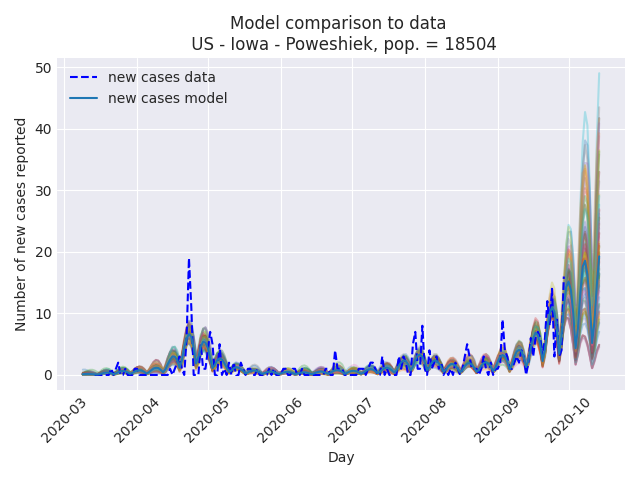 Model comparison to data
US - Iowa - Poweshiek, pop. = 18504
new cases data
new cases model
Number of new cases reported
50
40
30
20
10
0
2020-03
2020-04
2020-05
2020-06
2020-07
2020-08
2020-09
2020-10
Day